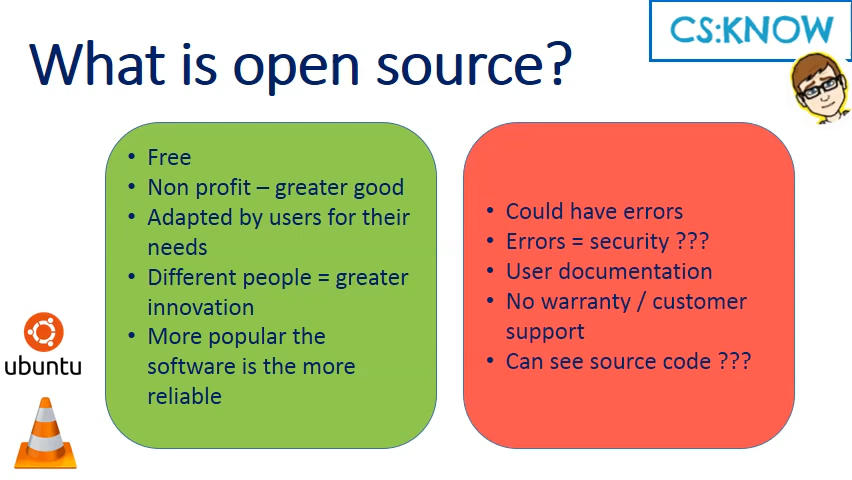 CS:KNOW
What is open source?
• Free
• Non profit – greater good
• Adapted by users for their
needs
• Different people = greater
innovation
• More popular the
software is the more
reliable
• Could have errors
• Errors = security ???
• User documentation
• No warranty / customer
support
• Can see source code ???
ubuntu